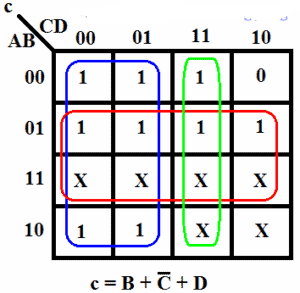 c
CD
AB 00 01 11 10
00 1 1 1 0
01 1 1 1 1
11 X X X X
10 1 1 X X
c = B + C̅ + D